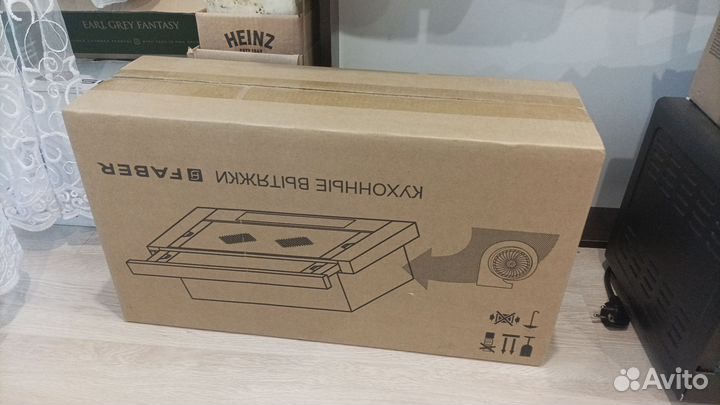 EARL GREY FANTASY
HEINZ
КУХОННЫЕ ВЫТЯЖКИ FABER
Avito